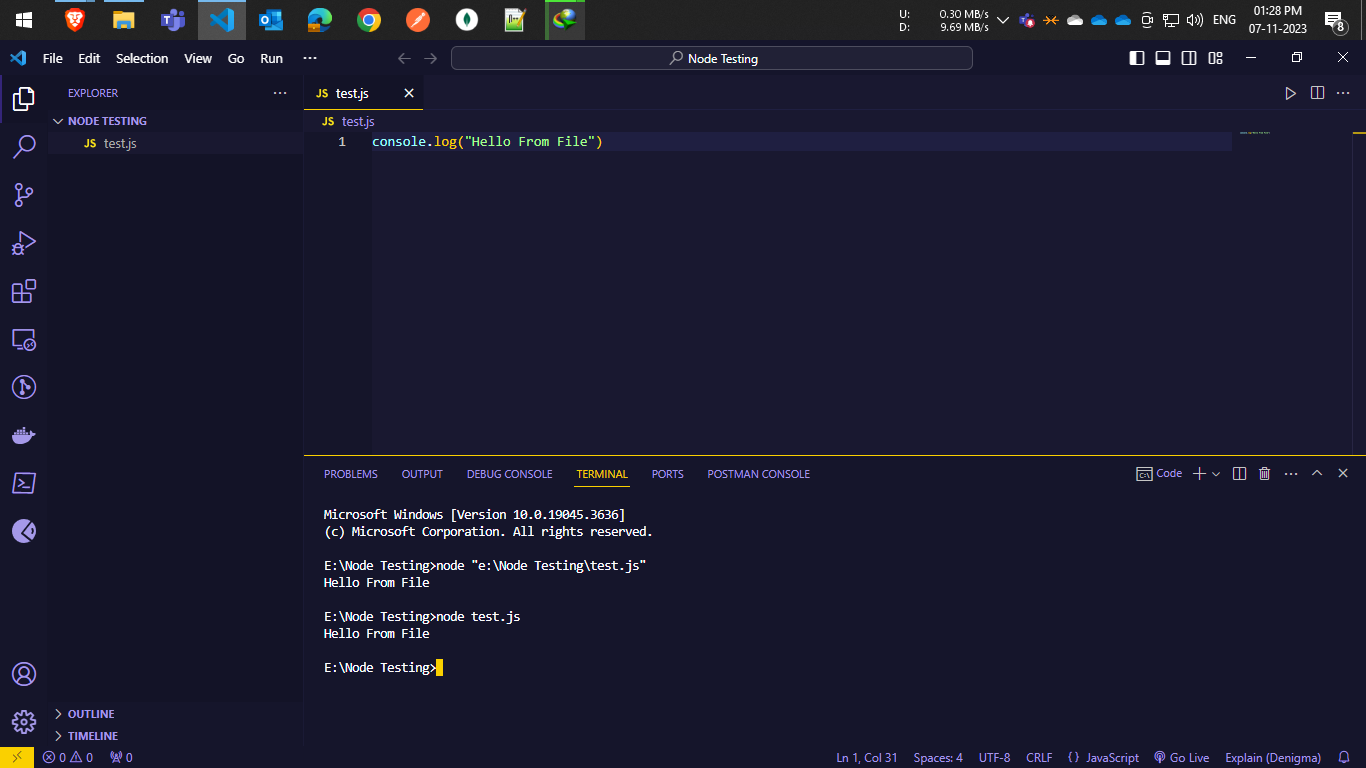 U: 0.30 MB/s
D: 9.69 MB/s
ENG
01:28 PM
07-11-2023
8
File Edit Selection View Go Run ···
Node Testing
EXPLORER ···
JS test.js
NODE TESTING
JS test.js
JS test.js
1 console.log("Hello From File")
PROBLEMS OUTPUT DEBUG CONSOLE TERMINAL PORTS POSTMAN CONSOLE
Code
Microsoft Windows [Version 10.0.19045.3636]
(c) Microsoft Corporation. All rights reserved.
E:\Node Testing>node "e:\Node Testing\test.js"
Hello From File
E:\Node Testing>node test.js
Hello From File
E:\Node Testing>
OUTLINE
TIMELINE
0 0 0 Ln 1, Col 31 Spaces: 4 UTF-8 CRLF { } JavaScript Go Live Explain (Denigma)